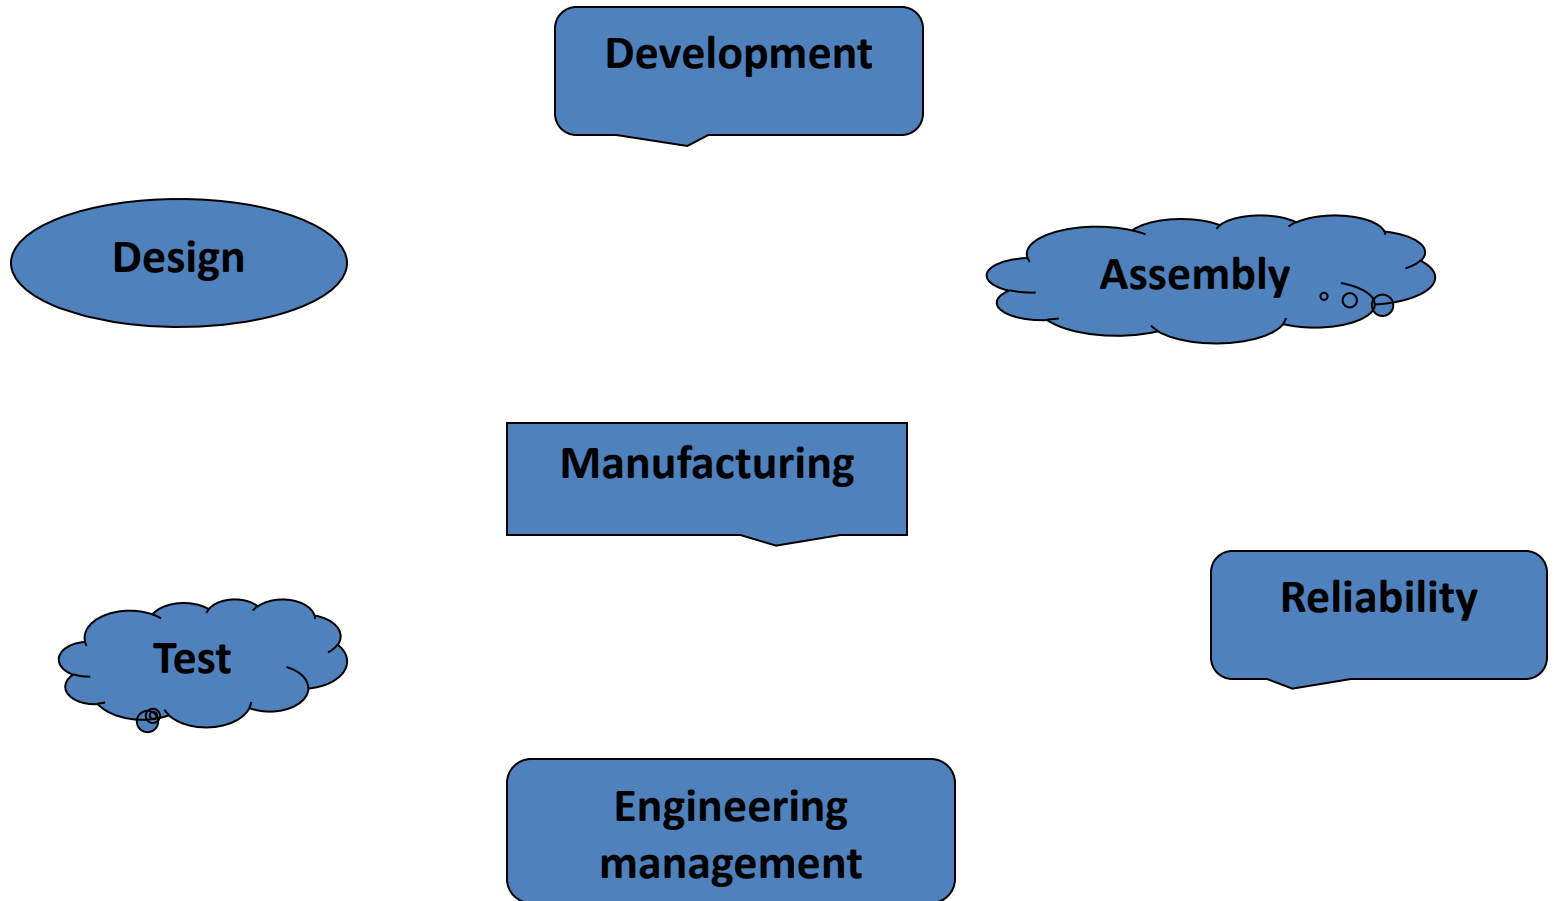 Development
Design
Assembly
Manufacturing
Reliability
Test
Engineering
management